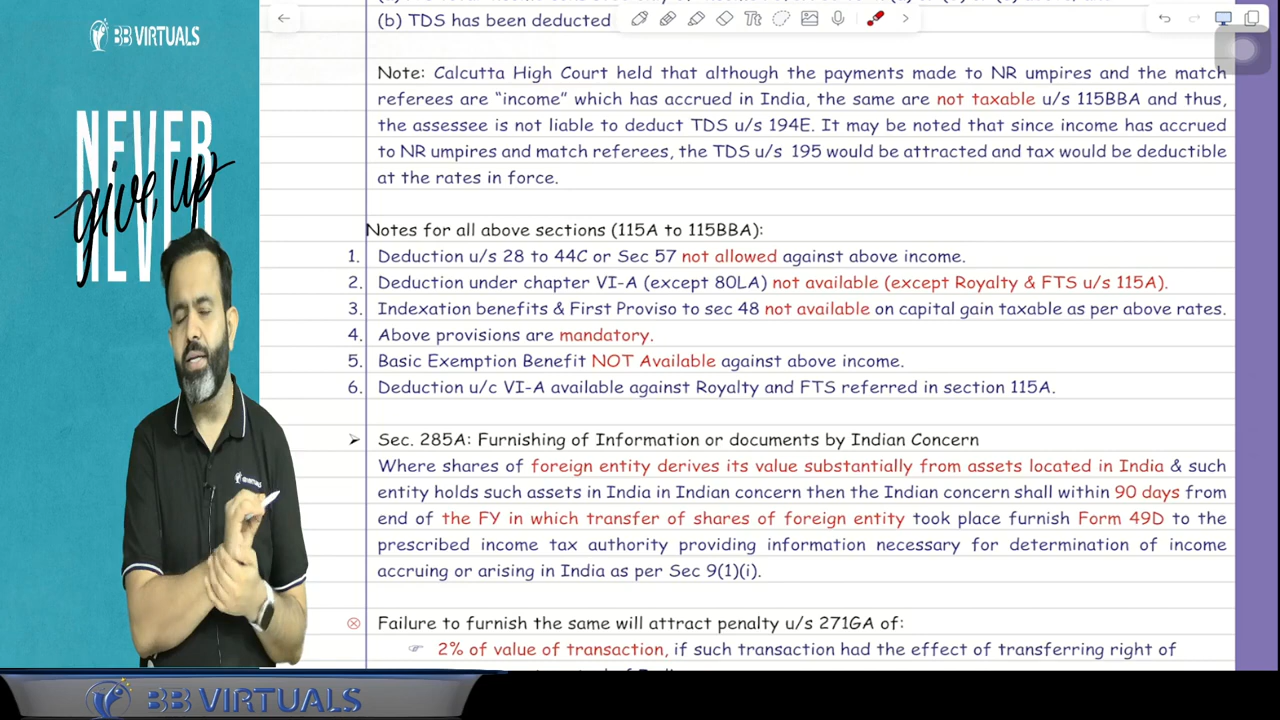 BB VIRTUALS
NEVER
give up
NEVER
(b) TDS has been deducted
Note: Calcutta High Court held that although the payments made to NR umpires and the match
referees are “income” which has accrued in India, the same are not taxable u/s 115BBA and thus,
the assessee is not liable to deduct TDS u/s 194E. It may be noted that since income has accrued
to NR umpires and match referees, the TDS u/s 195 would be attracted and tax would be deductible
at the rates in force.
Notes for all above sections (115A to 115BBA):
1. Deduction u/s 28 to 44C or Sec 57 not allowed against above income.
2. Deduction under chapter VI-A (except 80LA) not available (except Royalty & FTS u/s 115A).
3. Indexation benefits & First Proviso to sec 48 not available on capital gain taxable as per above rates.
4. Above provisions are mandatory.
5. Basic Exemption Benefit NOT Available against above income.
6. Deduction u/c VI-A available against Royalty and FTS referred in section 115A.
➢ Sec. 285A: Furnishing of Information or documents by Indian Concern
Where shares of foreign entity derives its value substantially from assets located in India & such
entity holds such assets in India in Indian concern then the Indian concern shall within 90 days from
end of the FY in which transfer of shares of foreign entity took place furnish Form 49D to the
prescribed income tax authority providing information necessary for determination of income
accruing or arising in India as per Sec 9(1)(i).
Failure to furnish the same will attract penalty u/s 271GA of:
2% of value of transaction, if such transaction had the effect of transferring right of
BB VIRTUALS